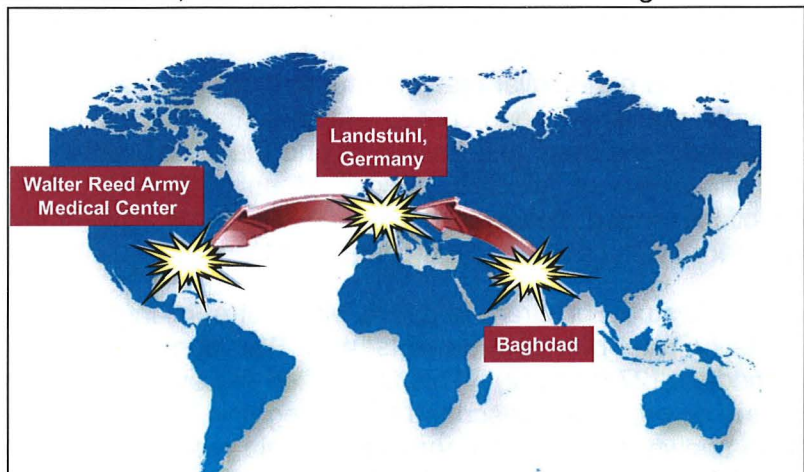 Landstuhl,
Germany
Walter Reed Army
Medical Center
Baghdad